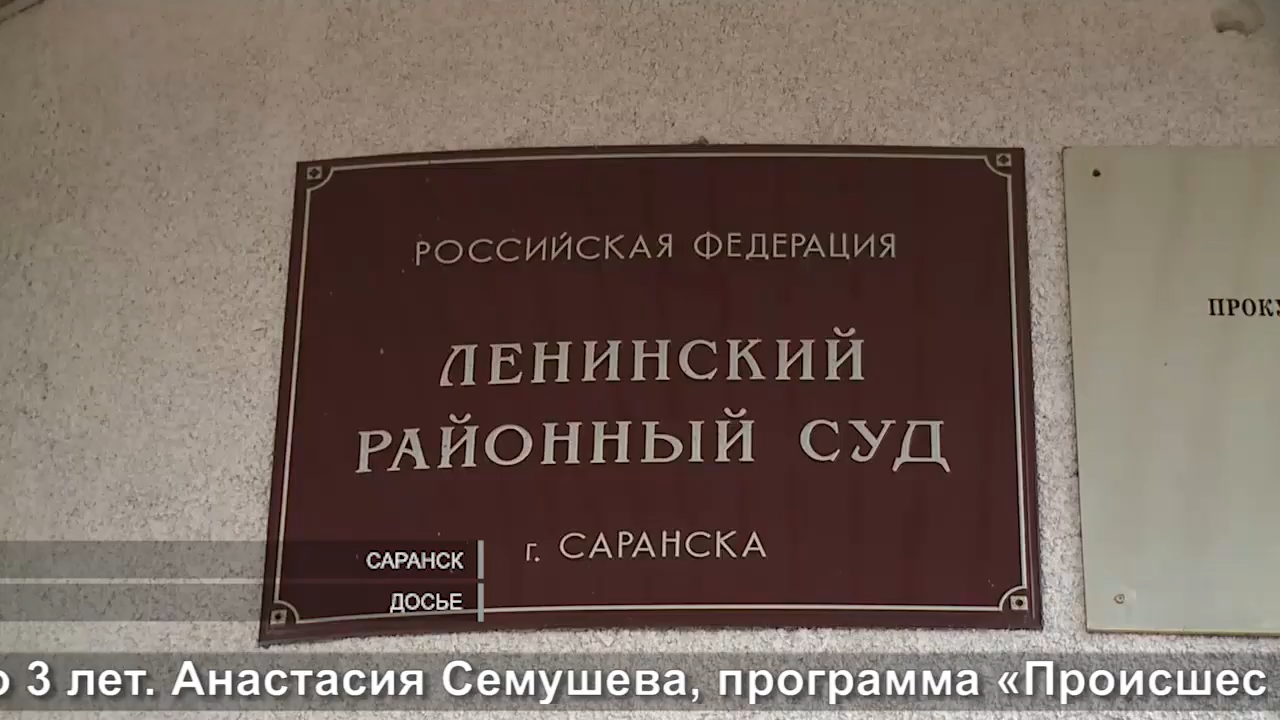 РОССИЙСКАЯ ФЕДЕРАЦИЯ
ЛЕНИНСКИЙ
РАЙОННЫЙ СУД
г. САРАНСКА
ПРОКУ
САРАНСК
ДОСЬЕ
о 3 лет. Анастасия Семушева, программа «Происшес